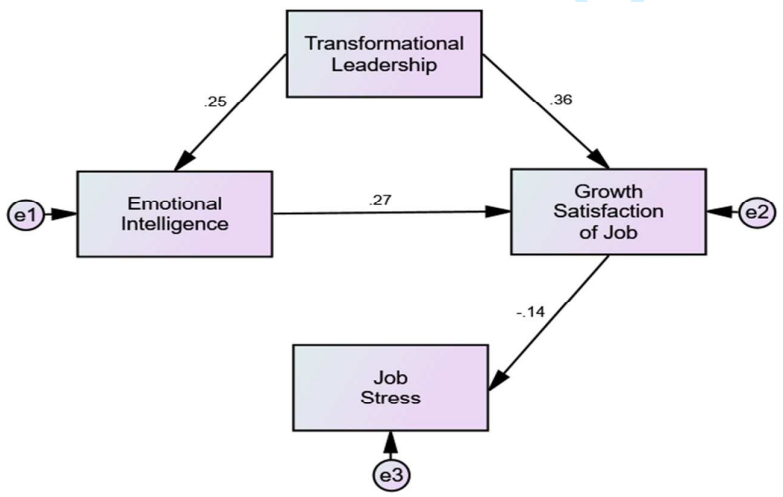 Transformational
Leadership
.25
.36
Emotional
Intelligence
e1
.27
Growth
Satisfaction
of Job
e2
-.14
Job
Stress
e3